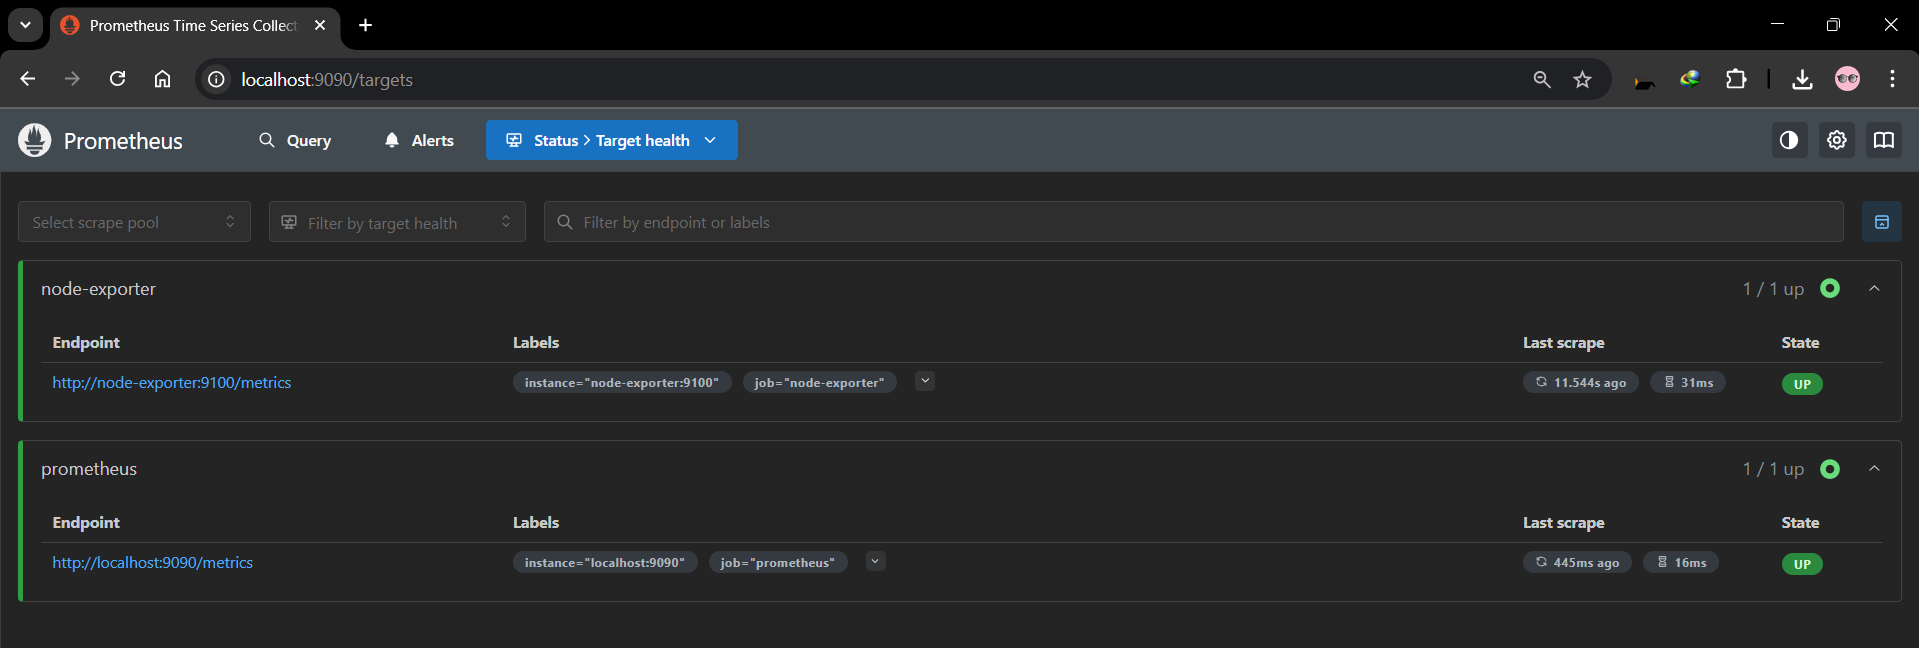 Prometheus Time Series Collect
localhost:9090/targets
Prometheus
Query
Alerts
Status > Target health
Select scrape pool
Filter by target health
Filter by endpoint or labels
node-exporter
1 / 1 up
Endpoint Labels Last scrape State
http://node-exporter:9100/metrics instance="node-exporter:9100" job="node-exporter" 11.544s ago 31ms UP
prometheus
1 / 1 up
Endpoint Labels Last scrape State
http://localhost:9090/metrics instance="localhost:9090" job="prometheus" 445ms ago 16ms UP